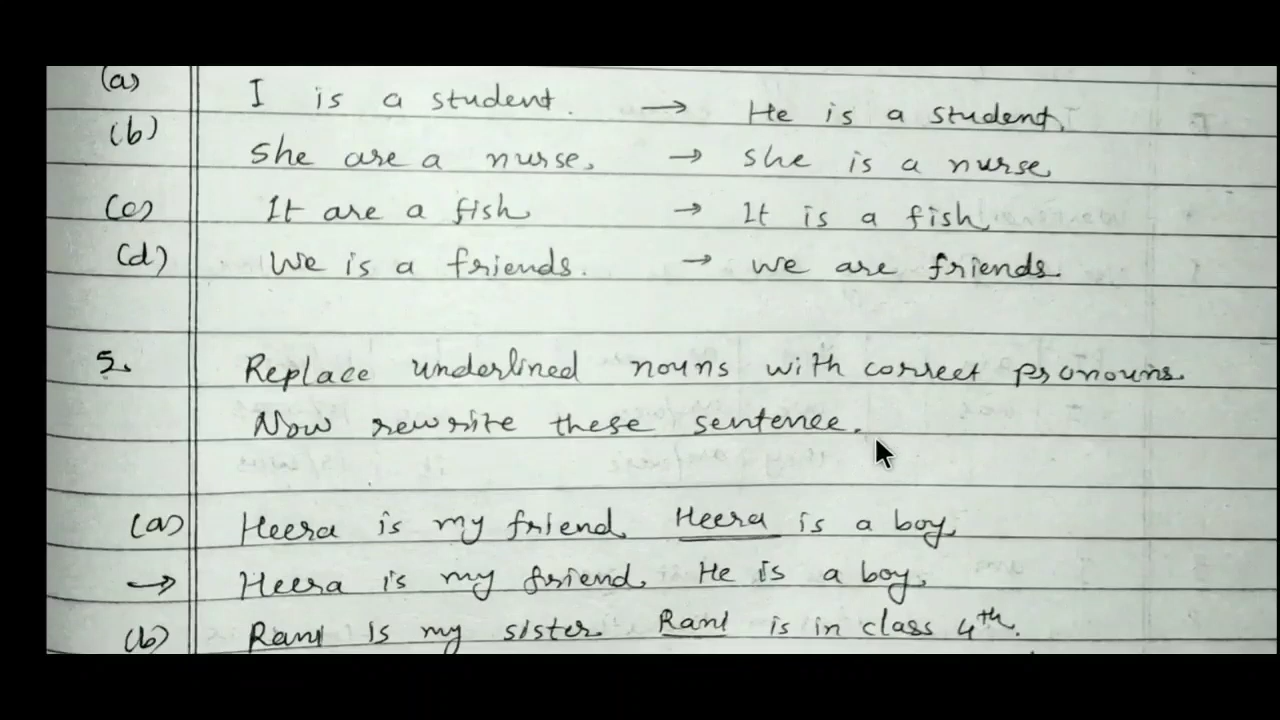 (a) I is a student. → He is a student.
(b) She are a nurse. → she is a nurse.
(c) It are a fish → It is a fish.
(d) We is a friends. → we are friends.
5. Replace underlined nouns with correct pronouns.
Now rewrite these sentence.
(a) Heera is my friend. Heera is a boy.
→ Heera is my friend. He is a boy.
(b) Rani is my sister. Rani is in class 4th.